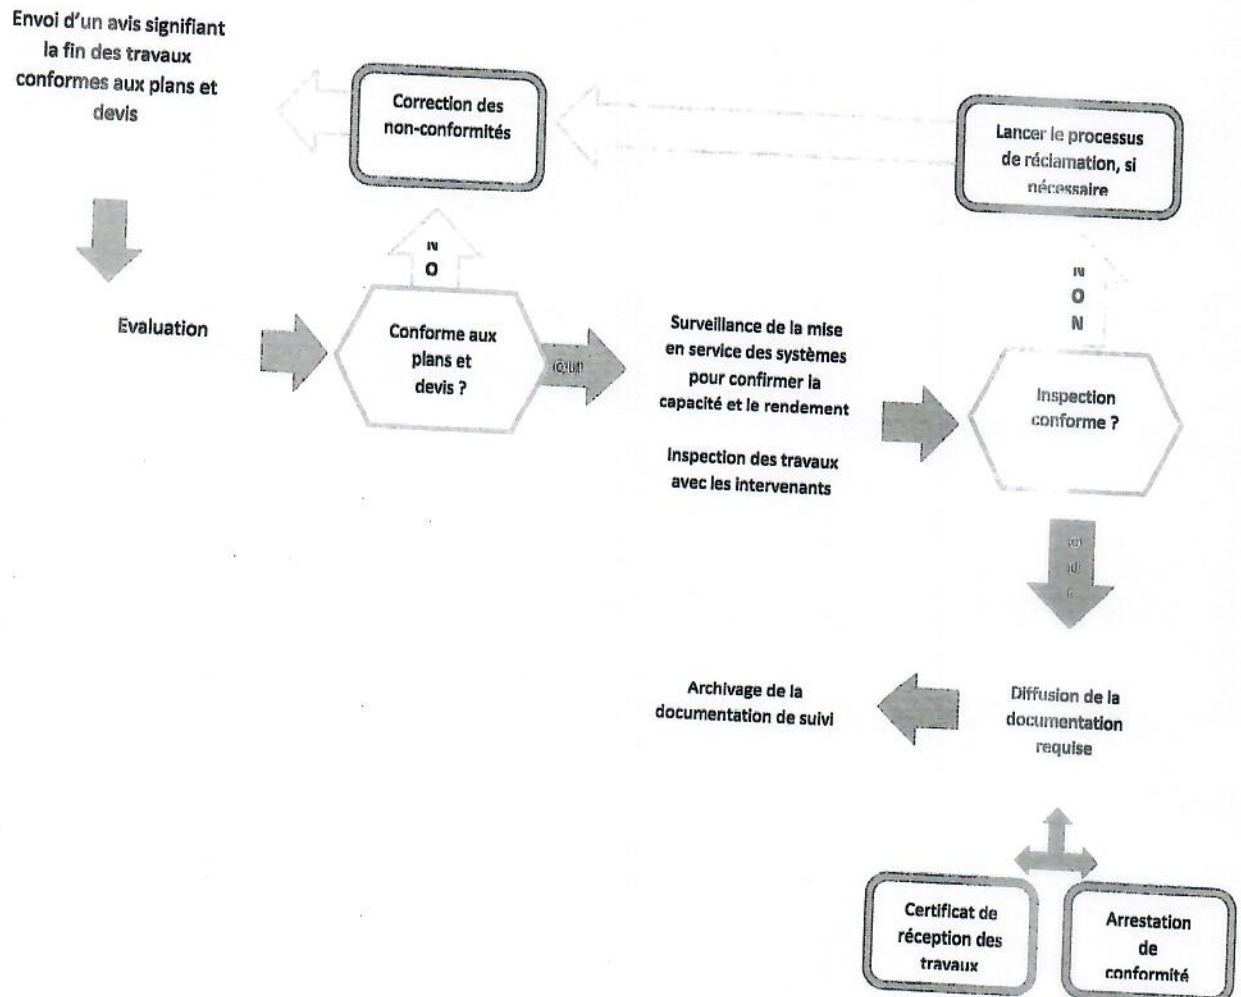 Envoi d'un avis signifiant
la fin des travaux
conformes aux plans et
devis
Correction des
non-conformités
Lancer le processus
de réclamation, si
nécessaire
N
O
N
O
N
Evaluation
Conforme aux
plans et
devis ?
OUI
Surveillance de la mise
en service des systèmes
pour confirmer la
capacité et le rendement
Inspection des travaux
avec les intervenants
Inspection
conforme ?
O
U
I
Archivage de la
documentation de suivi
Diffusion de la
documentation
requise
Certificat de
réception des
travaux
Arrestation
de
conformité